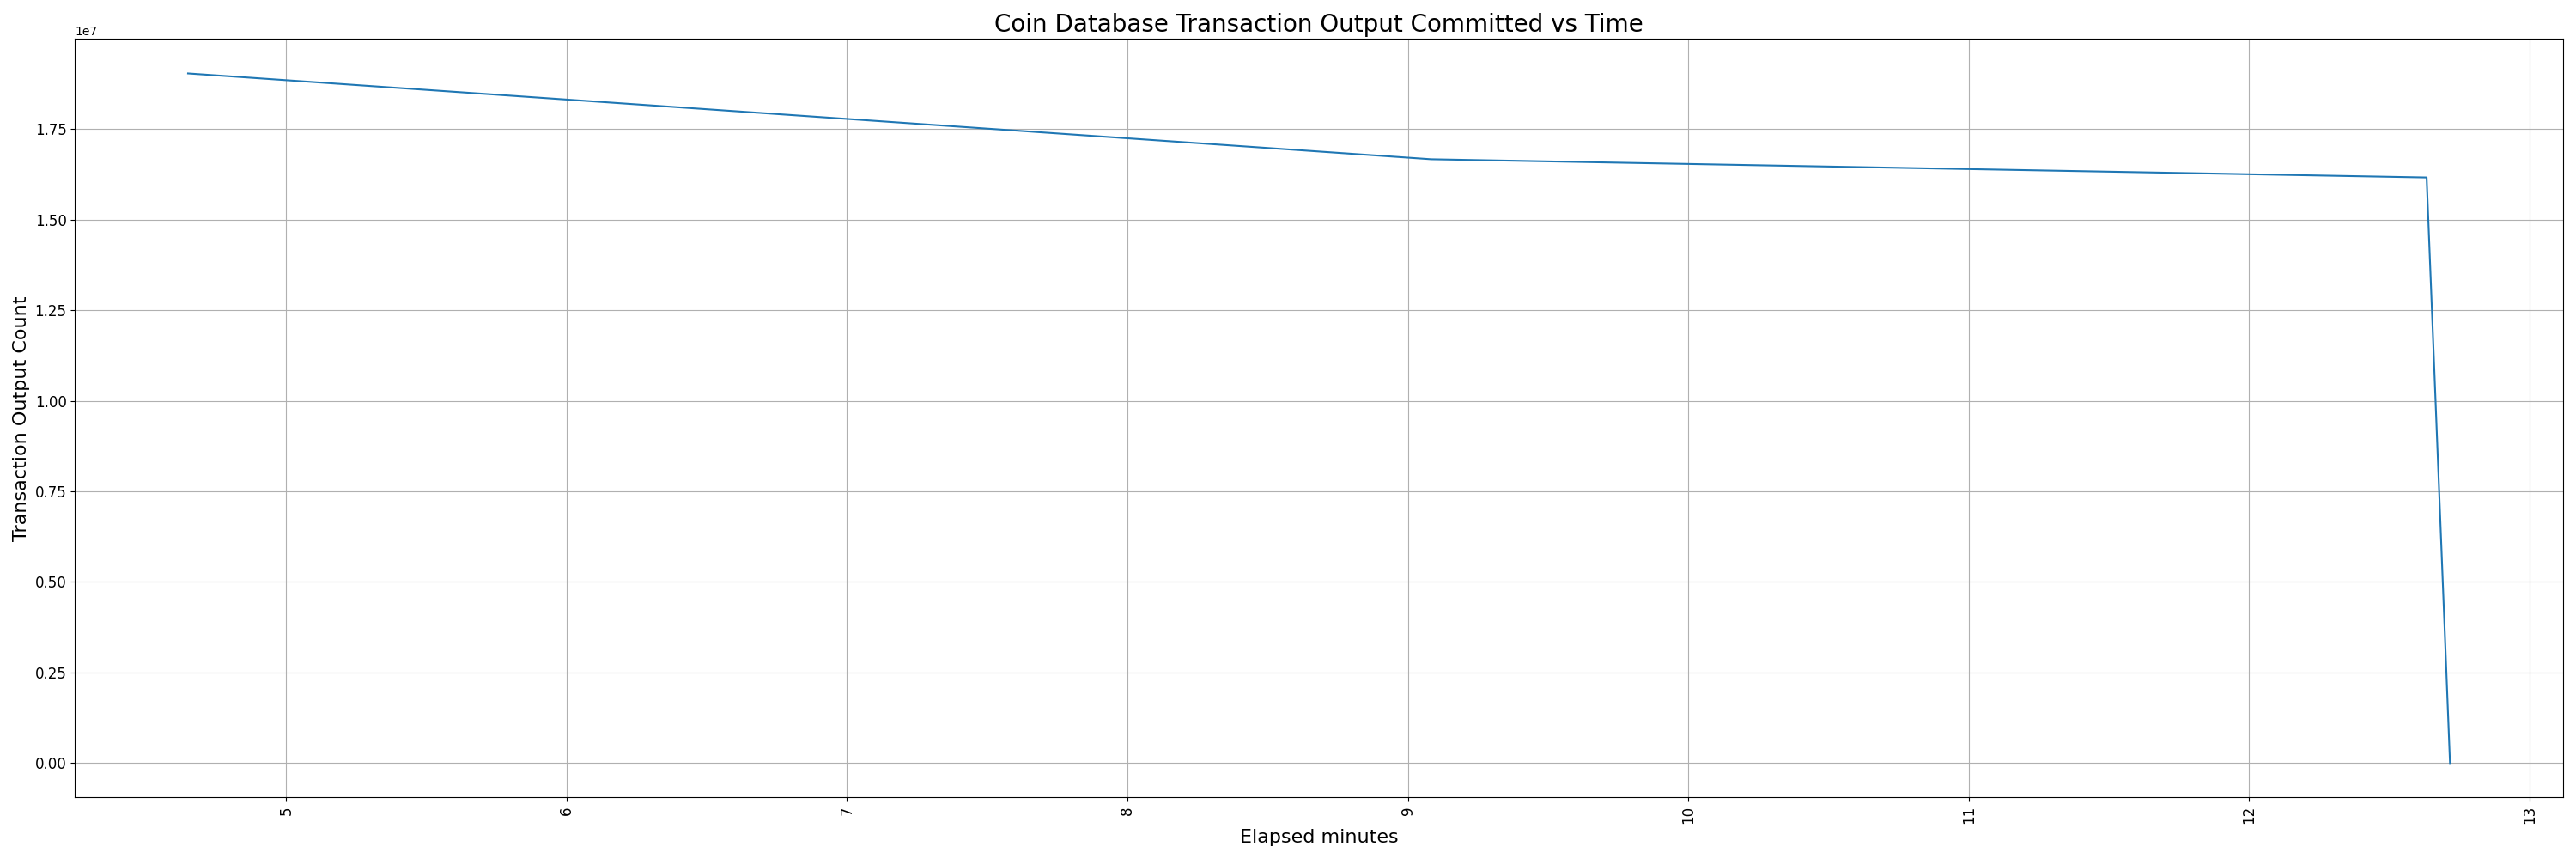 Coin Database Transaction Output Committed vs Time
1e7
1.75
1.50
1.25
1.00
0.75
0.50
0.25
0.00
Transaction Output Count
5 6 7 8 9 10 11 12 13
Elapsed minutes